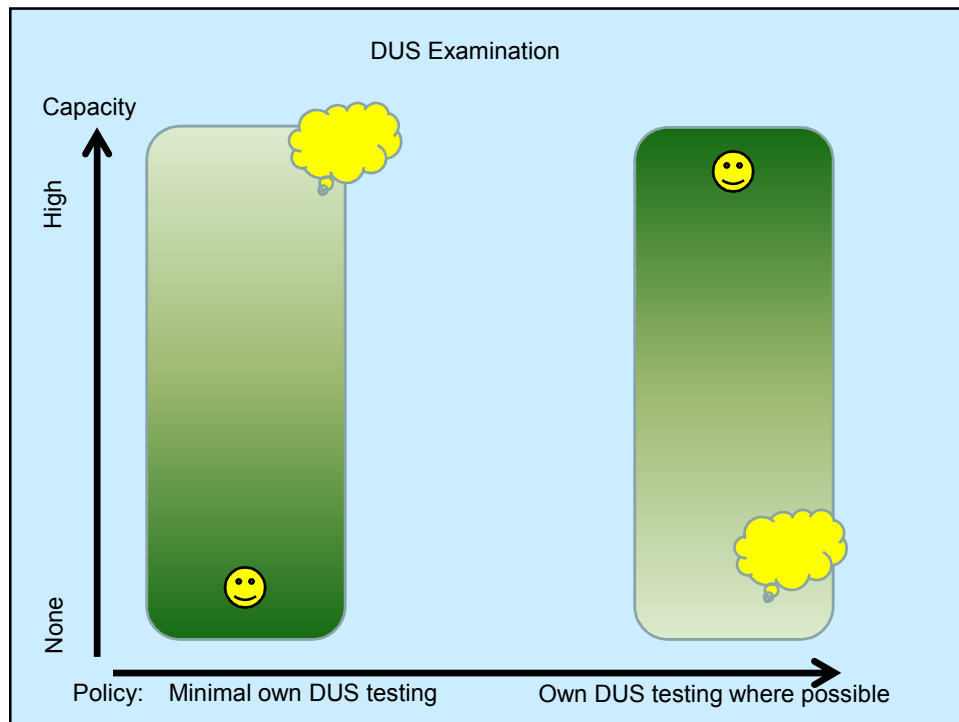 DUS Examination
Capacity
High
None
Policy: Minimal own DUS testing
Own DUS testing where possible